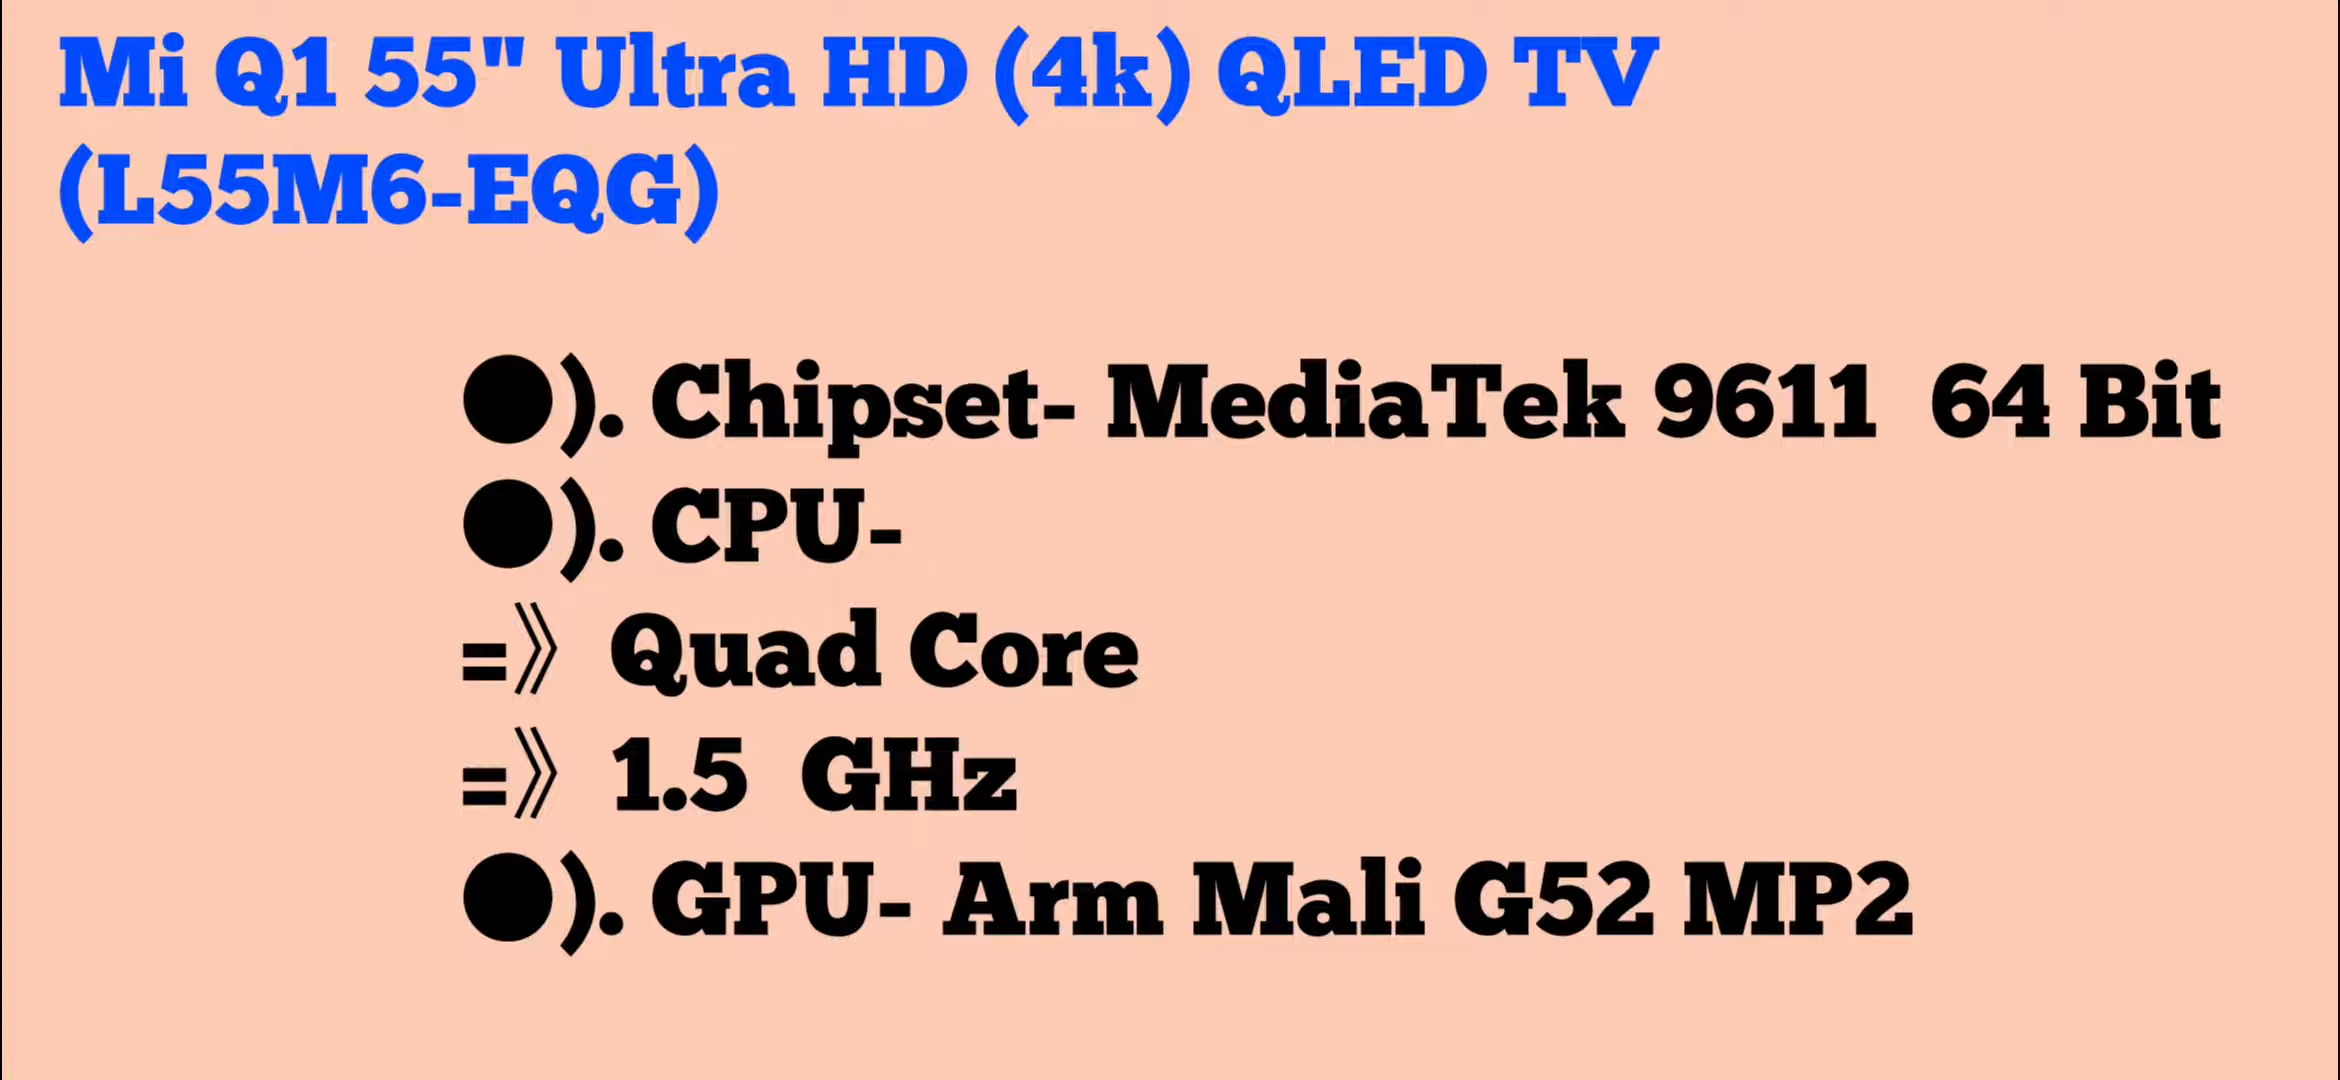 Mi Q1 55" Ultra HD (4k) QLED TV
(L55M6-EQG)
●). Chipset- MediaTek 9611  64 Bit
●). CPU-
=》 Quad Core
=》 1.5  GHz
●). GPU- Arm Mali G52 MP2